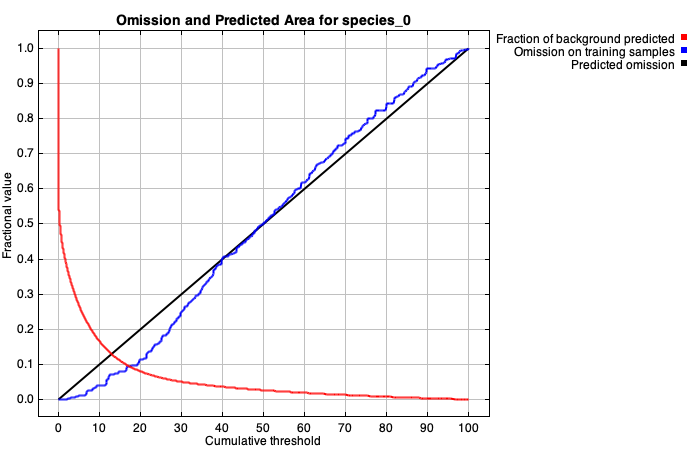 Omission and Predicted Area for species_0
Fraction of background predicted
Omission on training samples
Predicted omission
Fractional value
1.0
0.9
0.8
0.7
0.6
0.5
0.4
0.3
0.2
0.1
0.0
0 10 20 30 40 50 60 70 80 90 100
Cumulative threshold